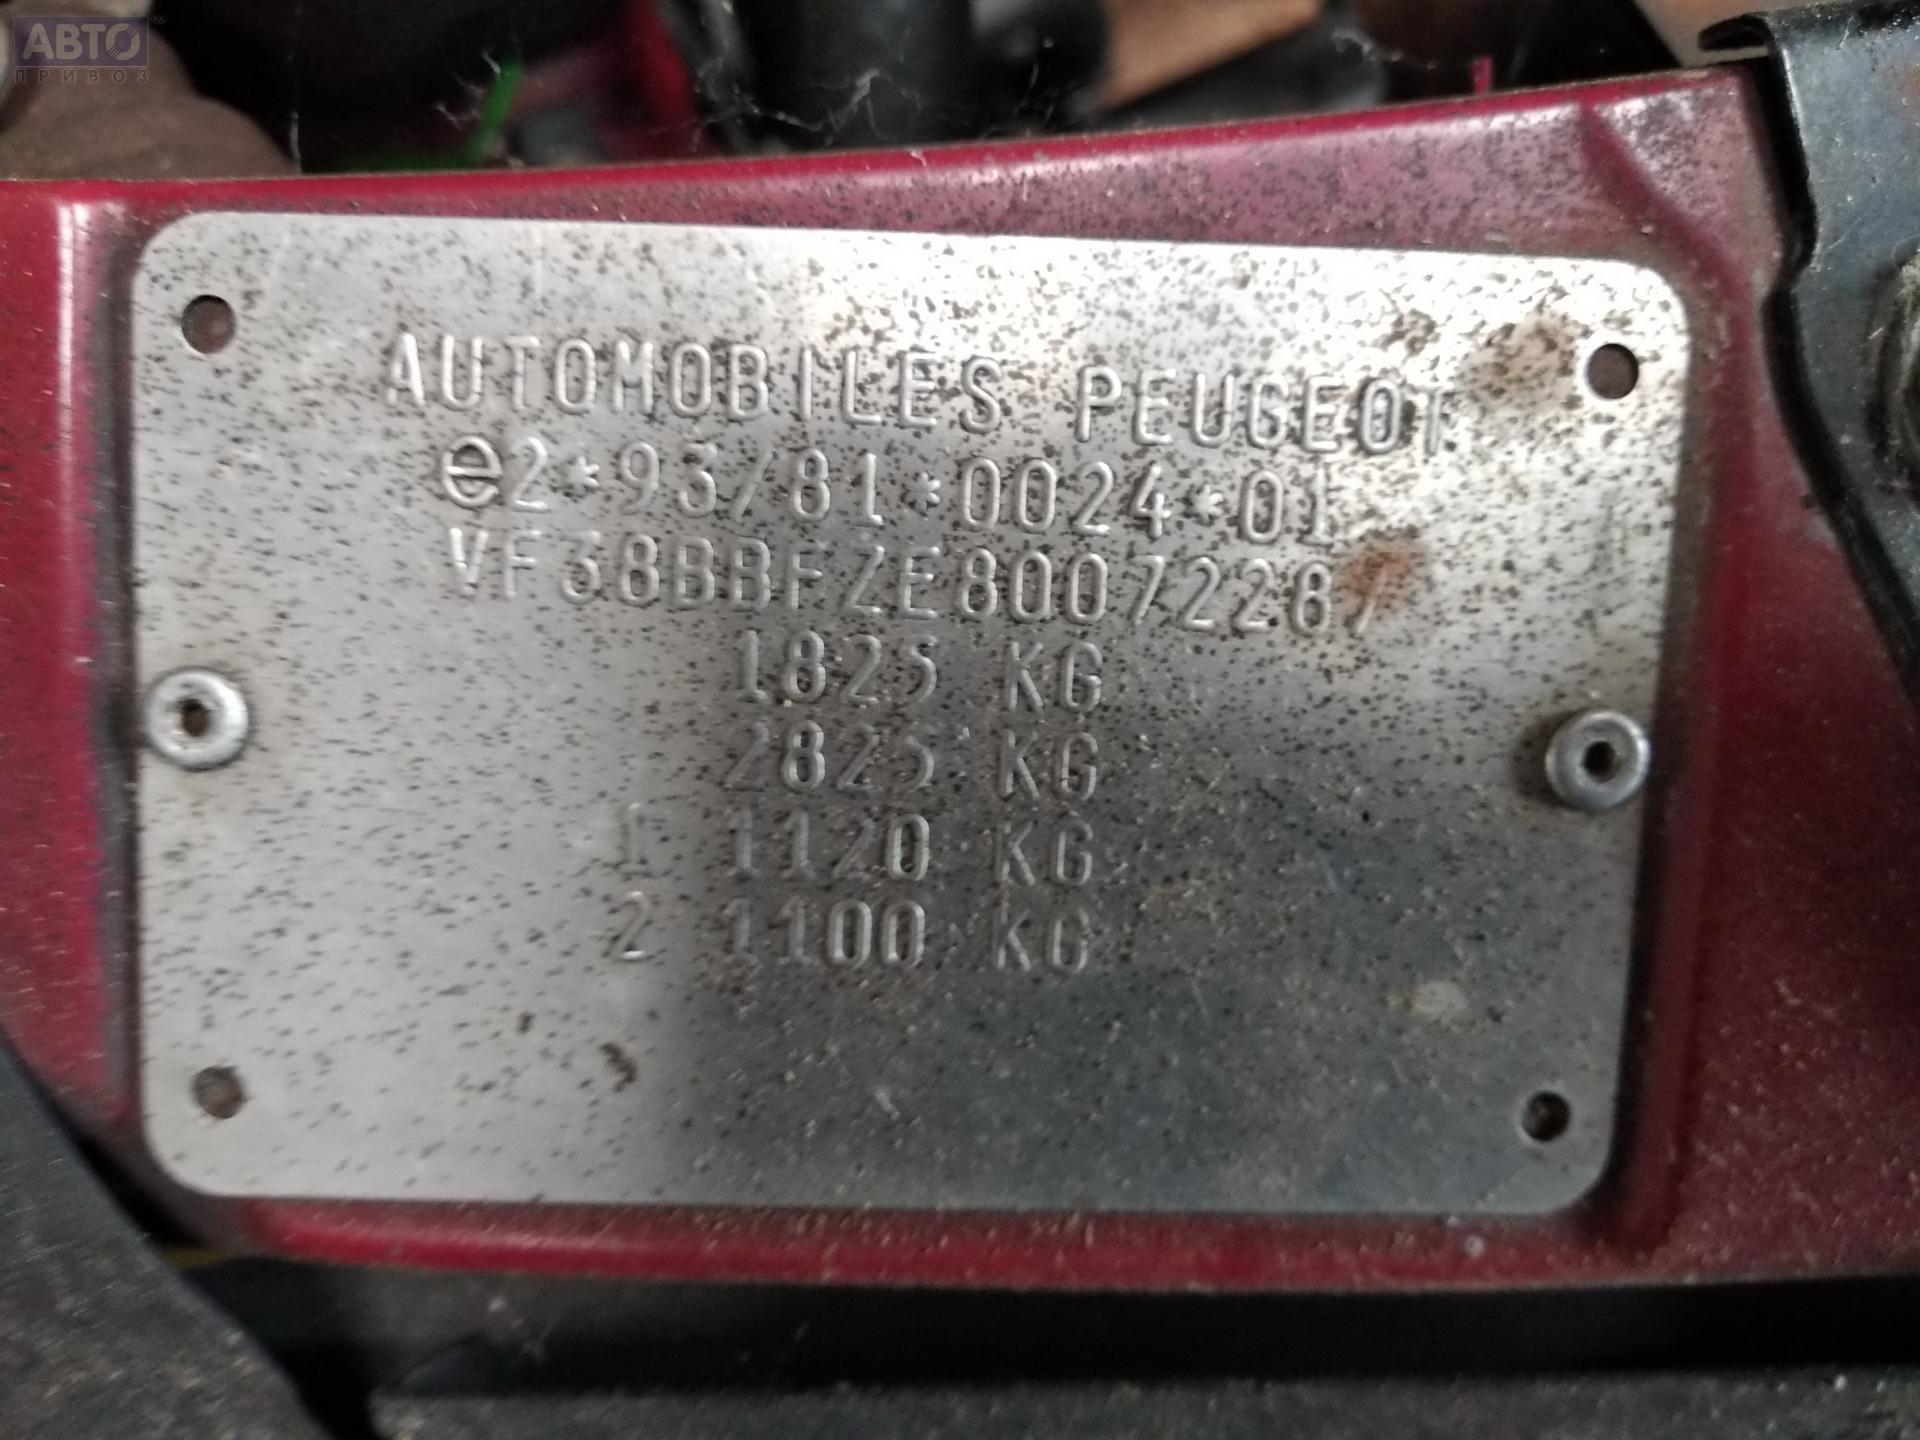 АВТО
ПРИВОЗ
AUTOMOBILES PEUGEOT
e2*93/81*0024*01
VF38BBFZE80072287
1825 KG
2825 KG
1 1120 KG
2 1100 KG